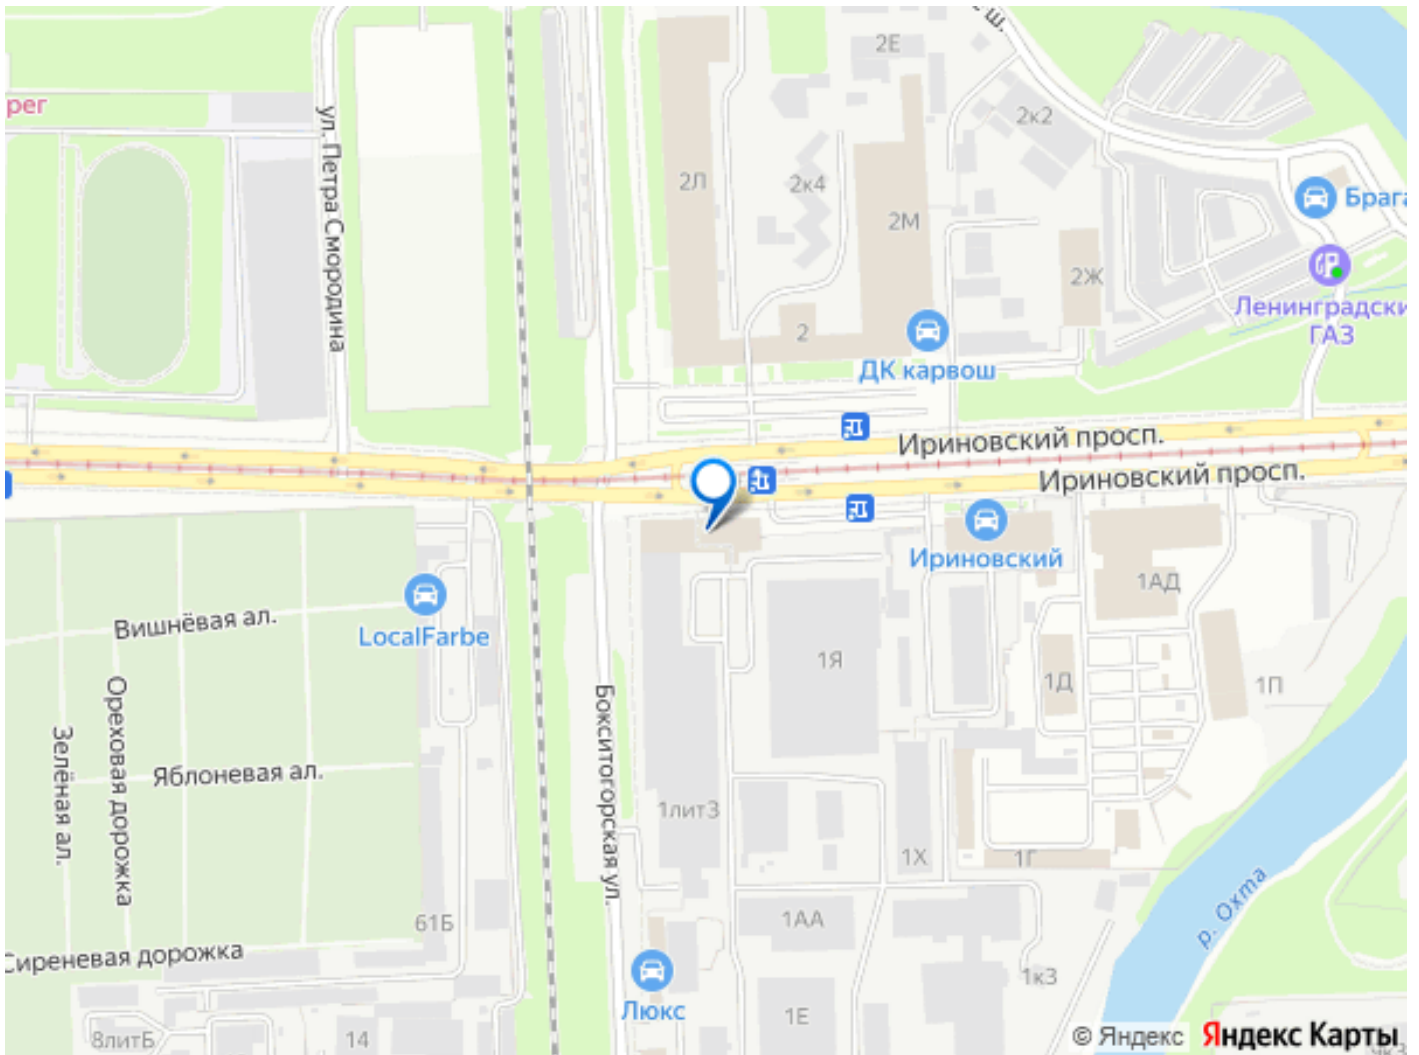 ш.
2Е
рег
ул. Петра Смородина
2к2
2Л
2к4
2М
Брага
2Ж
Ленинградски
ГАЗ
2
ДК карвош
Ириновский просп.
Ириновский просп.
Ириновский
1АД
Вишнёвая ал.
LocalFarbe
1Я
1Д
1П
Ореховая дорожка
Зелёная ал.
Бокситогорская ул.
Яблоневая ал.
1лит3
1Х
1Г
61Б
1АА
р. Охта
Сиреневая дорожка
1к3
Люкс
1Е
8литБ
14
© Яндекс Яндекс Карты